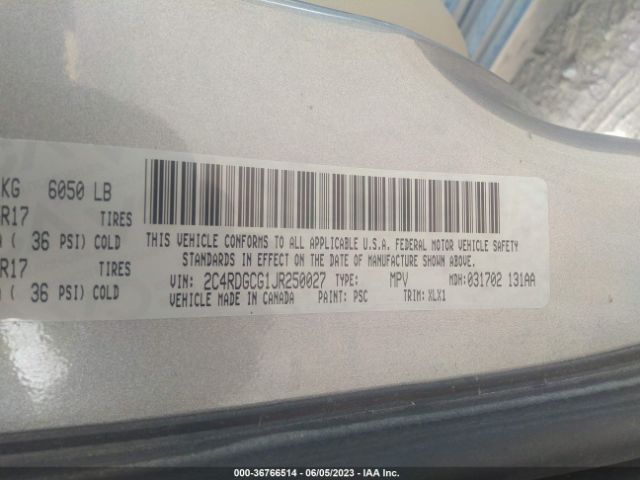 KG 6050 LB
R17 TIRES
( 36 PSI) COLD
R17 TIRES
( 36 PSI) COLD
THIS VEHICLE CONFORMS TO ALL APPLICABLE U.S.A. FEDERAL MOTOR VEHICLE SAFETY
STANDARDS IN EFFECT ON THE DATE OF MANUFACTURE SHOWN ABOVE.
VIN: 2C4RDGCG1JR250027 TYPE: MPV MDH: 031702 131AA
VEHICLE MADE IN CANADA PAINT: PSC TRIM: XLX1
000-36766514 / 06/05/2023 - IAA Inc.